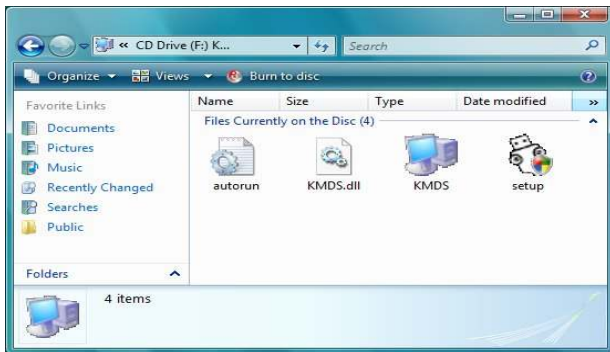 « CD Drive (F:) K...
Search
Organize
Views
Burn to disc
Favorite Links
Documents
Pictures
Music
Recently Changed
Searches
Public
Folders
Name Size Type Date modified »
Files Currently on the Disc (4)
autorun KMDS.dll KMDS setup
4 items